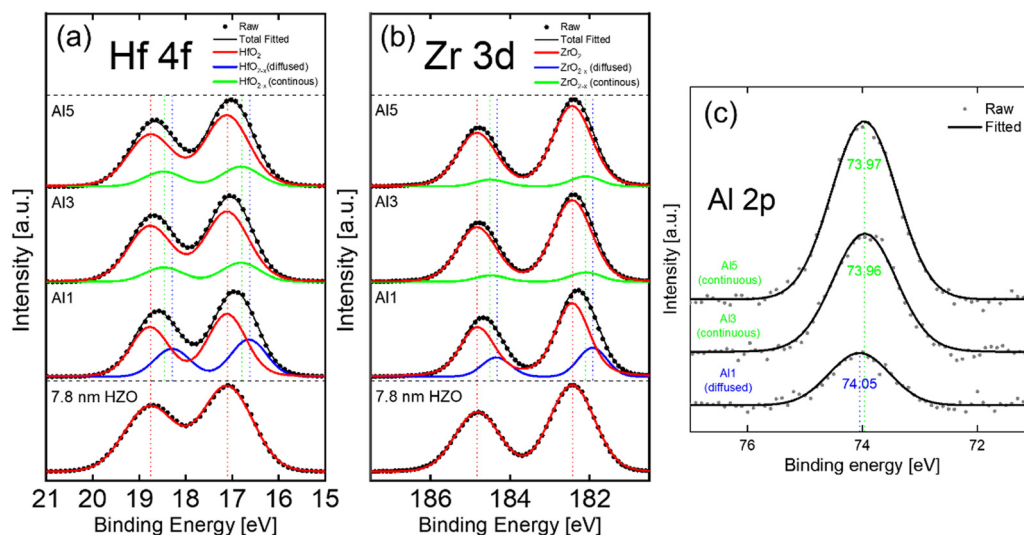 (a)
Hf 4f
Raw
Total Fitted
HfO₂
HfO₂₋ₓ(diffused)
HfO₂₋ₓ (continous)
Al5
Al3
Al1
7.8 nm HZO
Intensity [a.u.]
21 20 19 18 17 16 15
Binding Energy [eV]
(b)
Zr 3d
Raw
Total Fitted
ZrO₂
ZrO₂₋ₓ (diffused)
ZrO₂₋ₓ (continous)
Al5
Al3
Al1
7.8 nm HZO
Intensity [a.u.]
186 184 182
Binding Energy [eV]
(c)
Raw
Fitted
Al 2p
73.97
Al5
(continuous)
73.96
Al3
(continuous)
Al1
(diffused)
74.05
Intensity [a.u.]
76 74 72
Binding energy [eV]